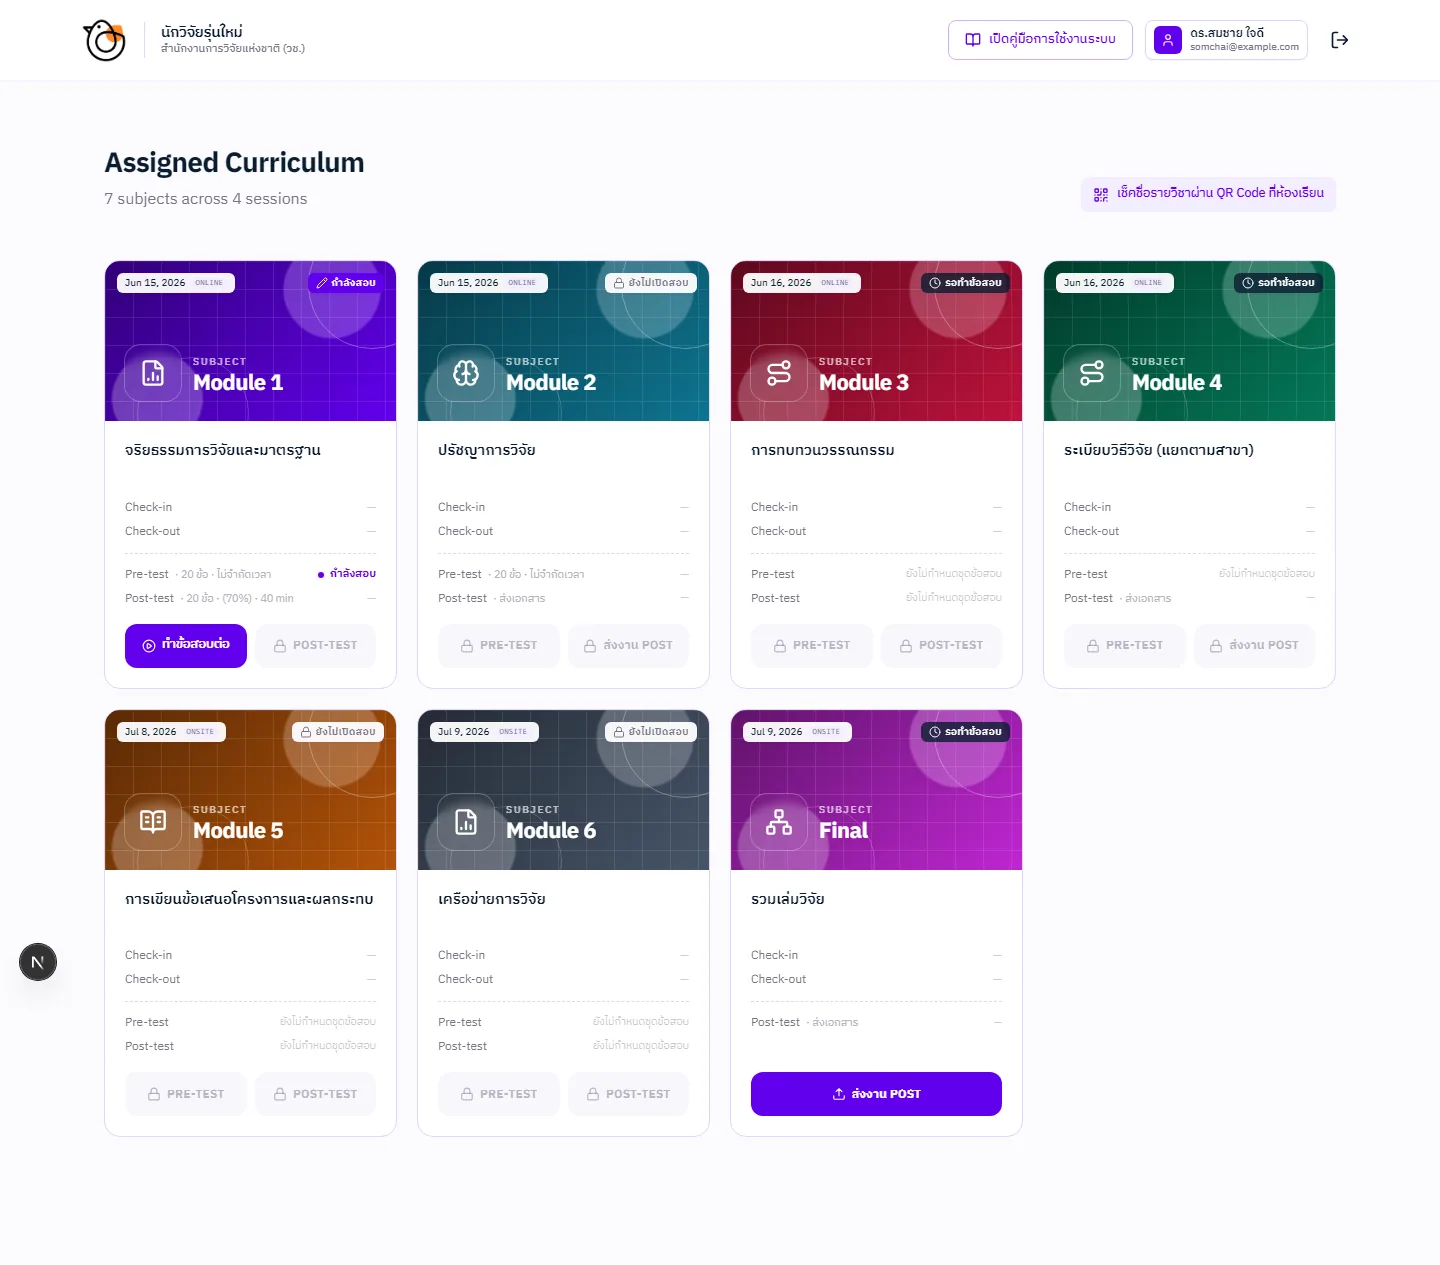 นักวิจัยรุ่นใหม่
สำนักงานการวิจัยแห่งชาติ (วช.)
เปิดคู่มือการใช้งานระบบ
ดร.สมชาย ใจดี
somchai@example.com
Assigned Curriculum
7 subjects across 4 sessions
เช็คชื่อรายวิชาผ่าน QR Code ที่ห้องเรียน
Jun 15, 2026 ONLINE
กำลังสอบ
SUBJECT
Module 1
จริยธรรมการวิจัยและมาตรฐาน
Check-in —
Check-out —
Pre-test · 20 ข้อ · ไม่จำกัดเวลา กำลังสอบ
Post-test · 20 ข้อ · (70%) · 40 min —
ทำข้อสอบต่อ
POST-TEST
Jun 15, 2026 ONLINE
ยังไม่เปิดสอบ
SUBJECT
Module 2
ปรัชญาการวิจัย
Check-in —
Check-out —
Pre-test · 20 ข้อ · ไม่จำกัดเวลา —
Post-test · ส่งเอกสาร —
PRE-TEST
ส่งงาน POST
Jun 16, 2026 ONLINE
รอทำข้อสอบ
SUBJECT
Module 3
การทบทวนวรรณกรรม
Check-in —
Check-out —
Pre-test ยังไม่กำหนดชุดข้อสอบ
Post-test ยังไม่กำหนดชุดข้อสอบ
PRE-TEST
POST-TEST
Jun 16, 2026 ONLINE
รอทำข้อสอบ
SUBJECT
Module 4
ระเบียบวิธีวิจัย (แยกตามสาขา)
Check-in —
Check-out —
Pre-test ยังไม่กำหนดชุดข้อสอบ
Post-test · ส่งเอกสาร —
PRE-TEST
ส่งงาน POST
Jul 8, 2026 ONSITE
ยังไม่เปิดสอบ
SUBJECT
Module 5
การเขียนข้อเสนอโครงการและผลกระทบ
Check-in —
Check-out —
Pre-test ยังไม่กำหนดชุดข้อสอบ
Post-test ยังไม่กำหนดชุดข้อสอบ
PRE-TEST
POST-TEST
Jul 9, 2026 ONSITE
ยังไม่เปิดสอบ
SUBJECT
Module 6
เครือข่ายการวิจัย
Check-in —
Check-out —
Pre-test ยังไม่กำหนดชุดข้อสอบ
Post-test ยังไม่กำหนดชุดข้อสอบ
PRE-TEST
POST-TEST
Jul 9, 2026 ONSITE
รอทำข้อสอบ
SUBJECT
Final
รวมเล่มวิจัย
Check-in —
Check-out —
Post-test · ส่งเอกสาร —
ส่งงาน POST
N